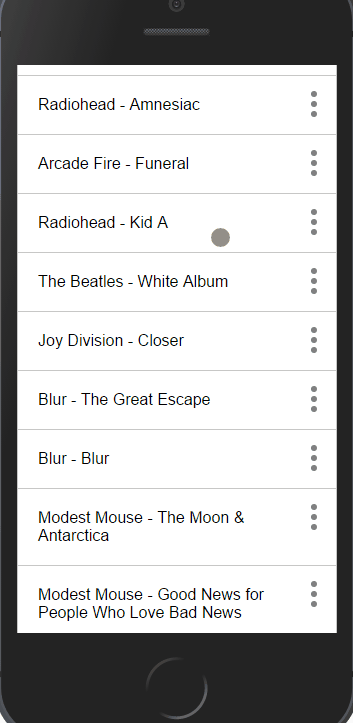 Radiohead - Amnesiac
Arcade Fire - Funeral
Radiohead - Kid A
The Beatles - White Album
Joy Division - Closer
Blur - The Great Escape
Blur - Blur
Modest Mouse - The Moon &
Antarctica
Modest Mouse - Good News for
People Who Love Bad News